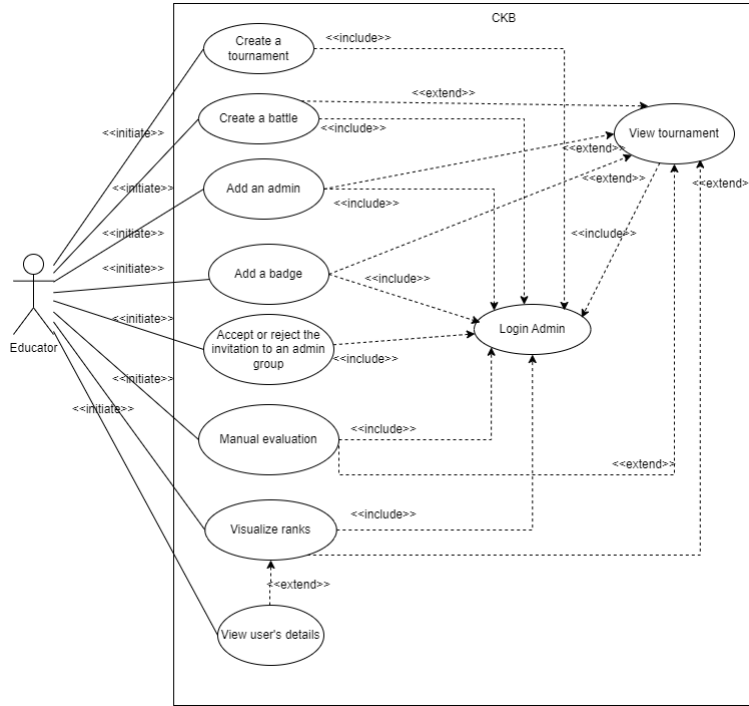 CKB
Create a
tournament
<<include>>
<<extend>>
Create a battle
<<include>>
<<initiate>>
View tournament
<<extend>>
Add an admin
<<initiate>>
<<extend>>
<<extend>>
<<include>>
<<initiate>>
<<include>>
<<initiate>>
Add a badge
<<include>>
<<initiate>>
Accept or reject the
invitation to an admin
group
Login Admin
Educator
<<include>>
<<initiate>>
<<initiate>>
Manual evaluation
<<include>>
<<extend>>
Visualize ranks
<<include>>
<<extend>>
View user's details